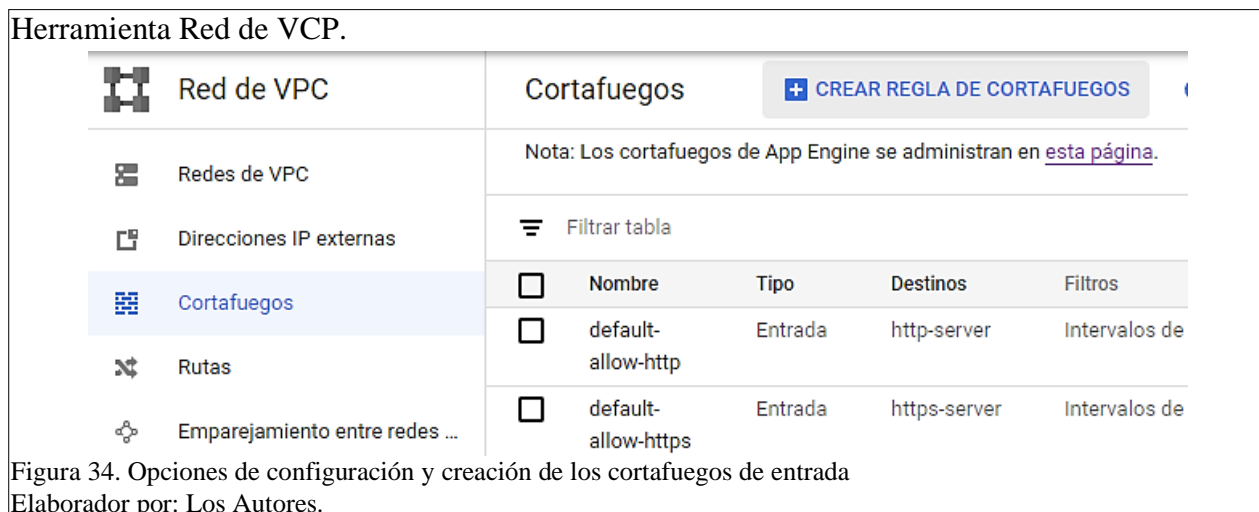 Herramienta Red de VCP.
Red de VPC
Cortafuegos
CREAR REGLA DE CORTAFUEGOS
Nota: Los cortafuegos de App Engine se administran en esta página.
Redes de VPC
Direcciones IP externas
Cortafuegos
Rutas
Emparejamiento entre redes ...
Filtrar tabla
Nombre Tipo Destinos Filtros
default- Entrada http-server Intervalos de
allow-http
default- Entrada https-server Intervalos de
allow-https
Figura 34. Opciones de configuración y creación de los cortafuegos de entrada
Elaborador por: Los Autores.